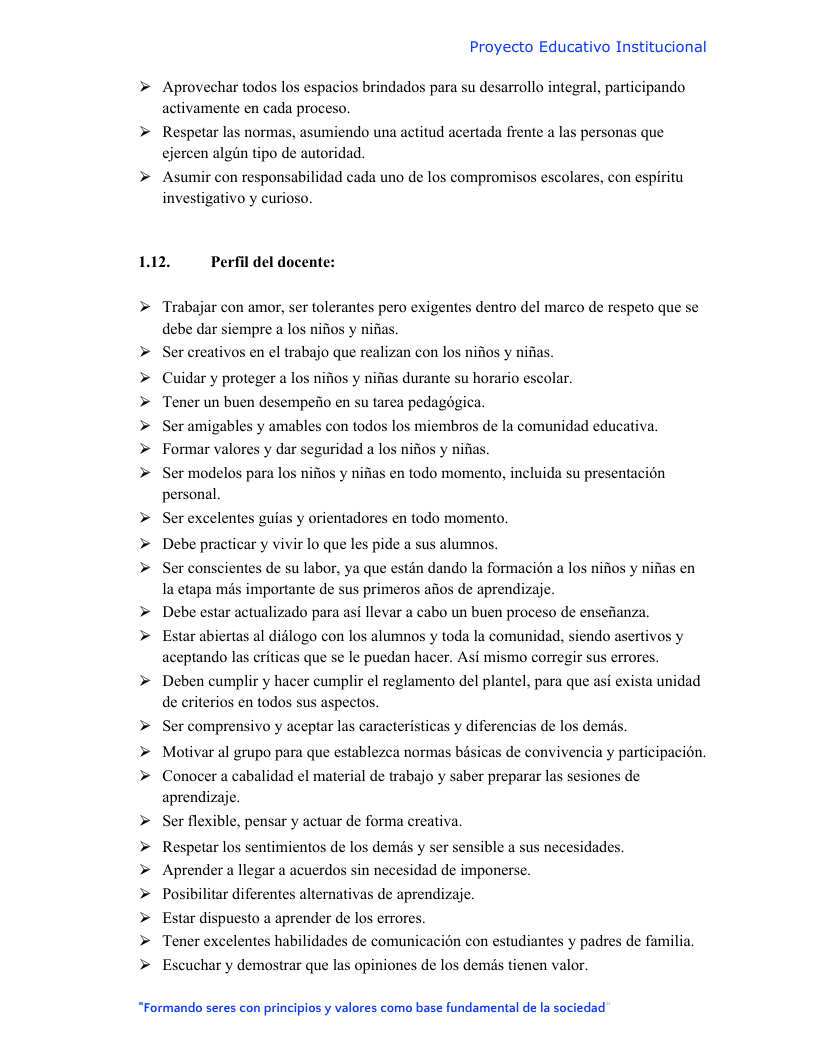 Proyecto Educativo Institucional
➢ Aprovechar todos los espacios brindados para su desarrollo integral, participando
activamente en cada proceso.
➢ Respetar las normas, asumiendo una actitud acertada frente a las personas que
ejercen algún tipo de autoridad.
➢ Asumir con responsabilidad cada uno de los compromisos escolares, con espíritu
investigativo y curioso.
1.12. Perfil del docente:
➢ Trabajar con amor, ser tolerantes pero exigentes dentro del marco de respeto que se
debe dar siempre a los niños y niñas.
➢ Ser creativos en el trabajo que realizan con los niños y niñas.
➢ Cuidar y proteger a los niños y niñas durante su horario escolar.
➢ Tener un buen desempeño en su tarea pedagógica.
➢ Ser amigables y amables con todos los miembros de la comunidad educativa.
➢ Formar valores y dar seguridad a los niños y niñas.
➢ Ser modelos para los niños y niñas en todo momento, incluida su presentación
personal.
➢ Ser excelentes guías y orientadores en todo momento.
➢ Debe practicar y vivir lo que les pide a sus alumnos.
➢ Ser conscientes de su labor, ya que están dando la formación a los niños y niñas en
la etapa más importante de sus primeros años de aprendizaje.
➢ Debe estar actualizado para así llevar a cabo un buen proceso de enseñanza.
➢ Estar abiertas al diálogo con los alumnos y toda la comunidad, siendo asertivos y
aceptando las críticas que se le puedan hacer. Así mismo corregir sus errores.
➢ Deben cumplir y hacer cumplir el reglamento del plantel, para que así exista unidad
de criterios en todos sus aspectos.
➢ Ser comprensivo y aceptar las características y diferencias de los demás.
➢ Motivar al grupo para que establezca normas básicas de convivencia y participación.
➢ Conocer a cabalidad el material de trabajo y saber preparar las sesiones de
aprendizaje.
➢ Ser flexible, pensar y actuar de forma creativa.
➢ Respetar los sentimientos de los demás y ser sensible a sus necesidades.
➢ Aprender a llegar a acuerdos sin necesidad de imponerse.
➢ Posibilitar diferentes alternativas de aprendizaje.
➢ Estar dispuesto a aprender de los errores.
➢ Tener excelentes habilidades de comunicación con estudiantes y padres de familia.
➢ Escuchar y demostrar que las opiniones de los demás tienen valor.
"Formando seres con principios y valores como base fundamental de la sociedad"